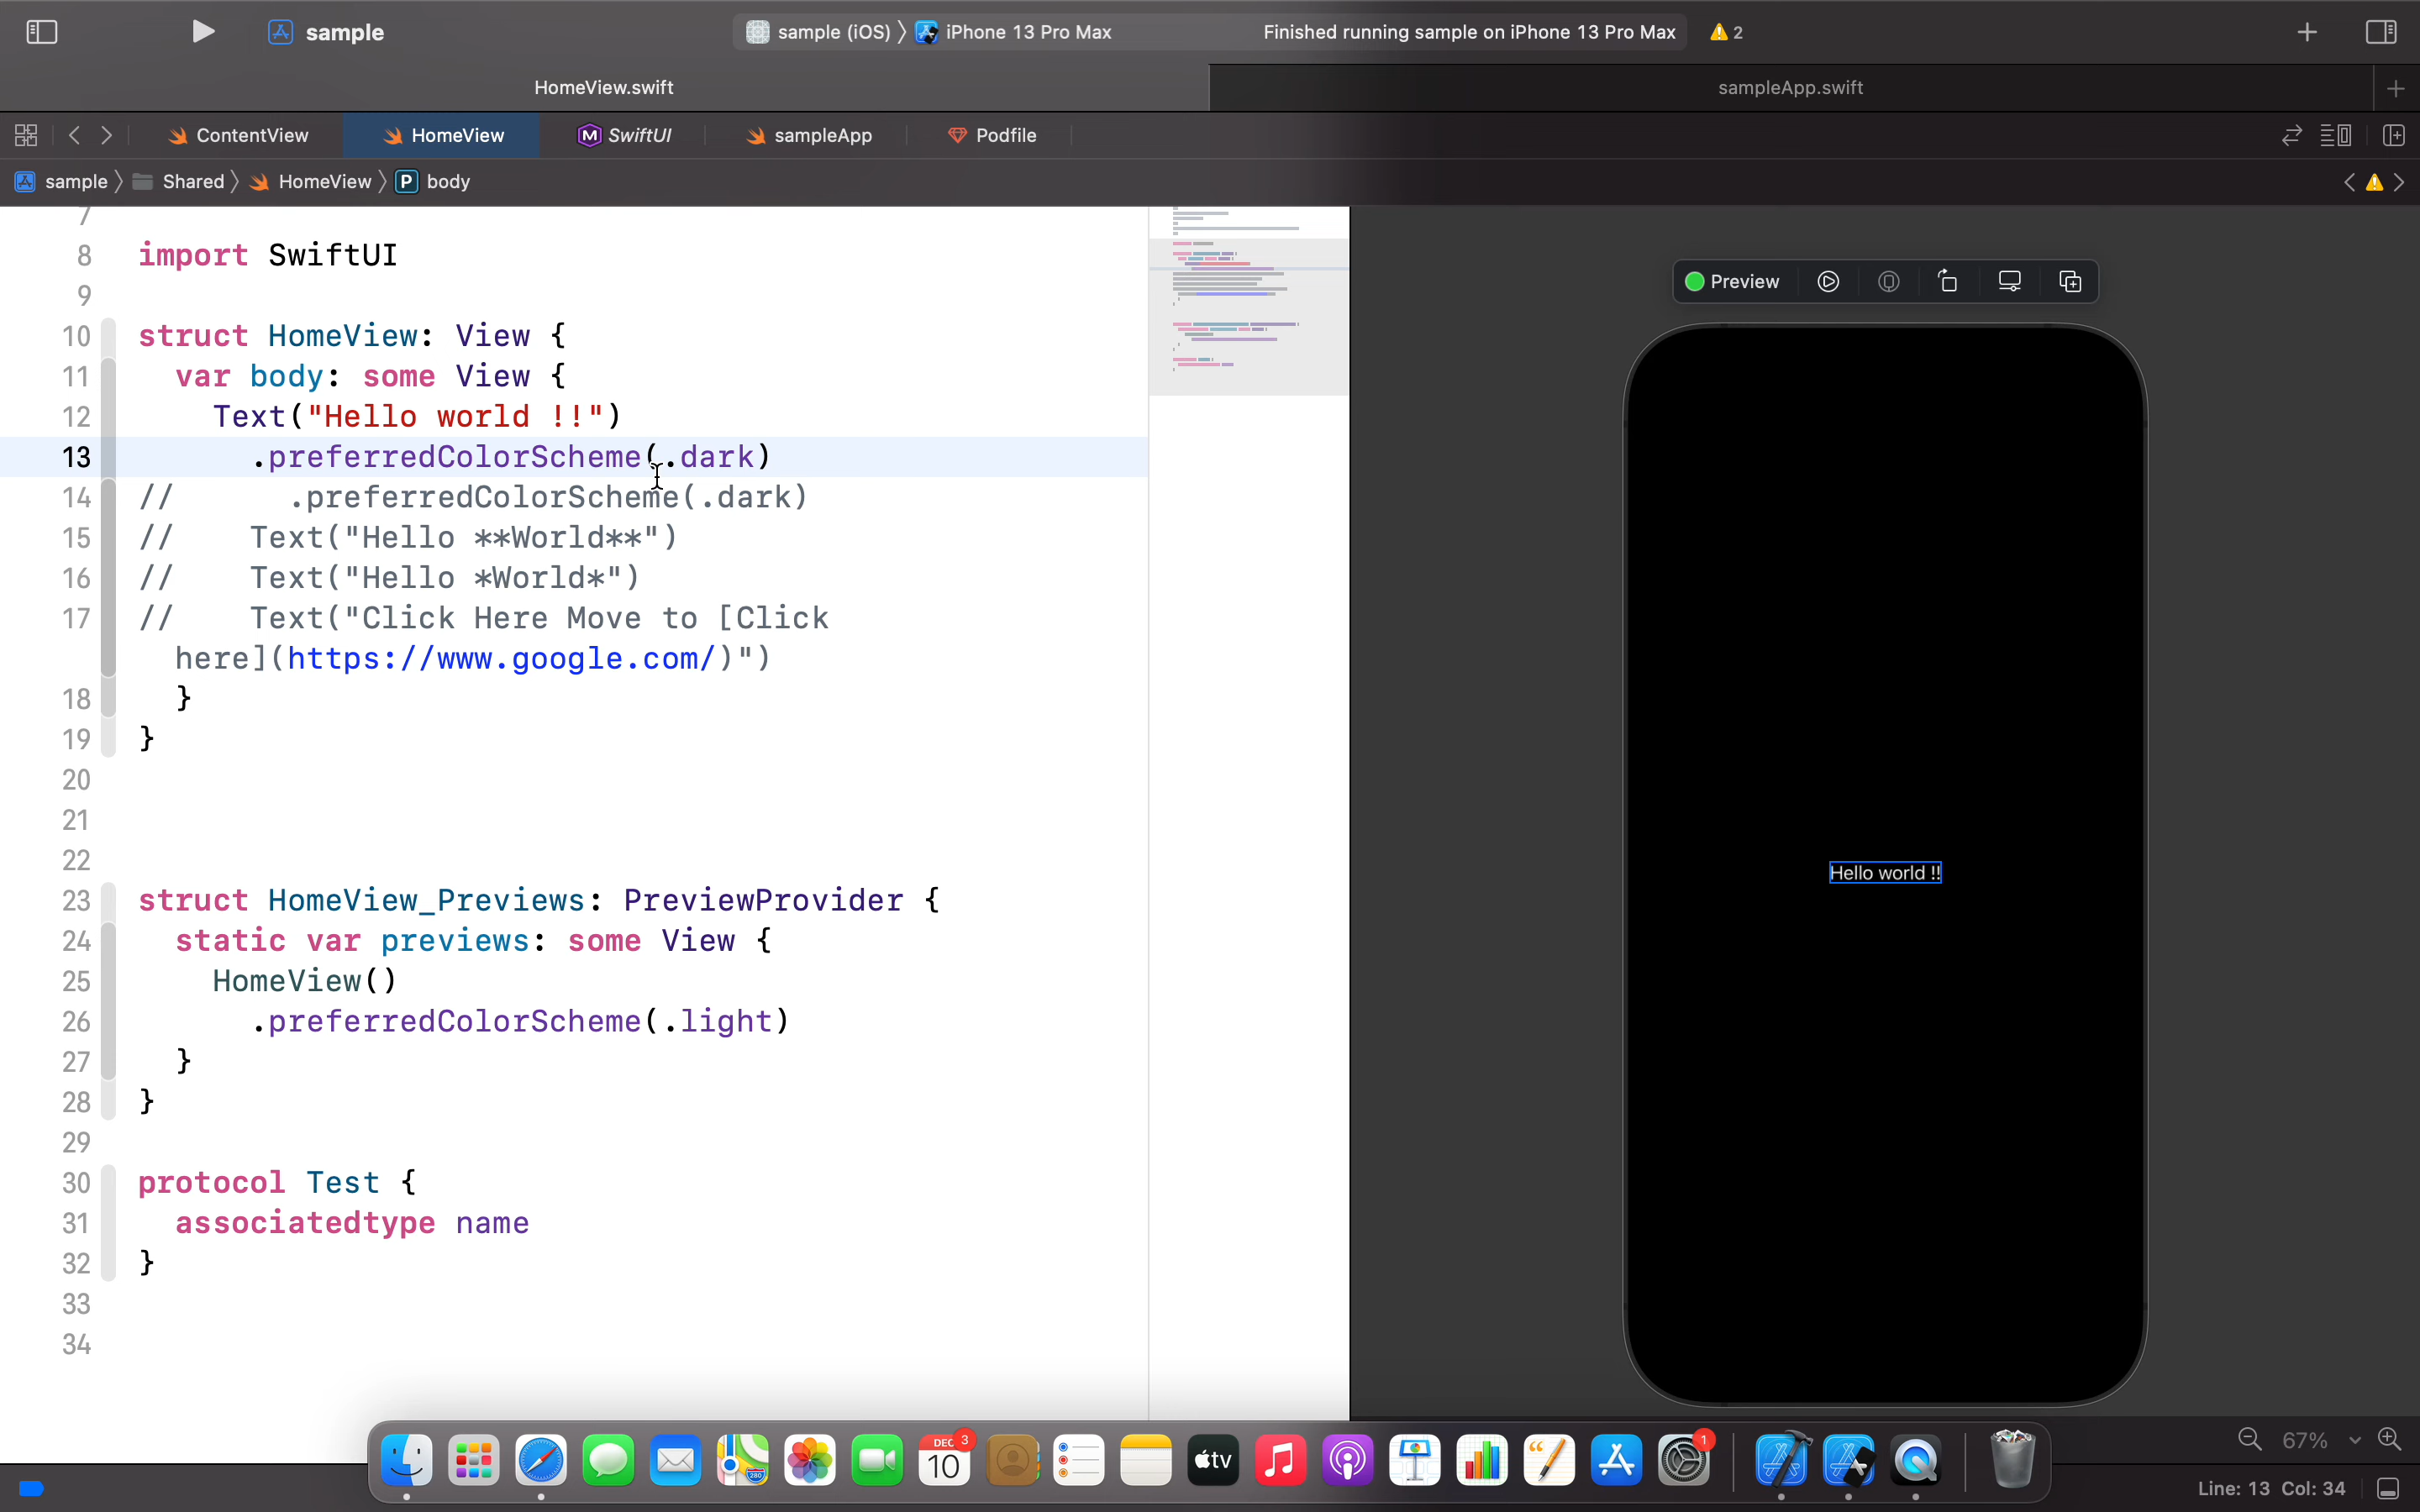 sample
sample (iOS) 〉 iPhone 13 Pro Max
Finished running sample on iPhone 13 Pro Max
2
HomeView.swift
sampleApp.swift
ContentView
HomeView
M SwiftUI
sampleApp
Podfile
sample 〉 Shared 〉 HomeView 〉 P body
7
8 import SwiftUI
9
10 struct HomeView: View {
11 var body: some View {
12 Text("Hello world !!")
13 .preferredColorScheme(.dark)
14 // .preferredColorScheme(.dark)
15 // Text("Hello **World**")
16 // Text("Hello *World*")
17 // Text("Click Here Move to [Click
here](https://www.google.com/)")
18 }
19 }
20
21
22
23 struct HomeView_Previews: PreviewProvider {
24 static var previews: some View {
25 HomeView()
26 .preferredColorScheme(.light)
27 }
28 }
29
30 protocol Test {
31 associatedtype name
32 }
33
34
Preview
Hello world !!
280
DEC
10
3
tv
1
67%
Line: 13 Col: 34